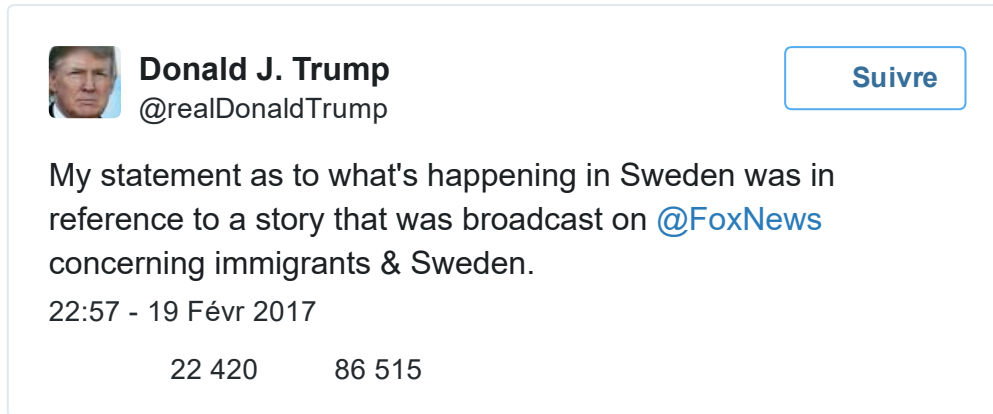 Donald J. Trump
@realDonaldTrump
Suivre
My statement as to what's happening in Sweden was in
reference to a story that was broadcast on @FoxNews
concerning immigrants & Sweden.
22:57 - 19 Févr 2017
22 420 86 515